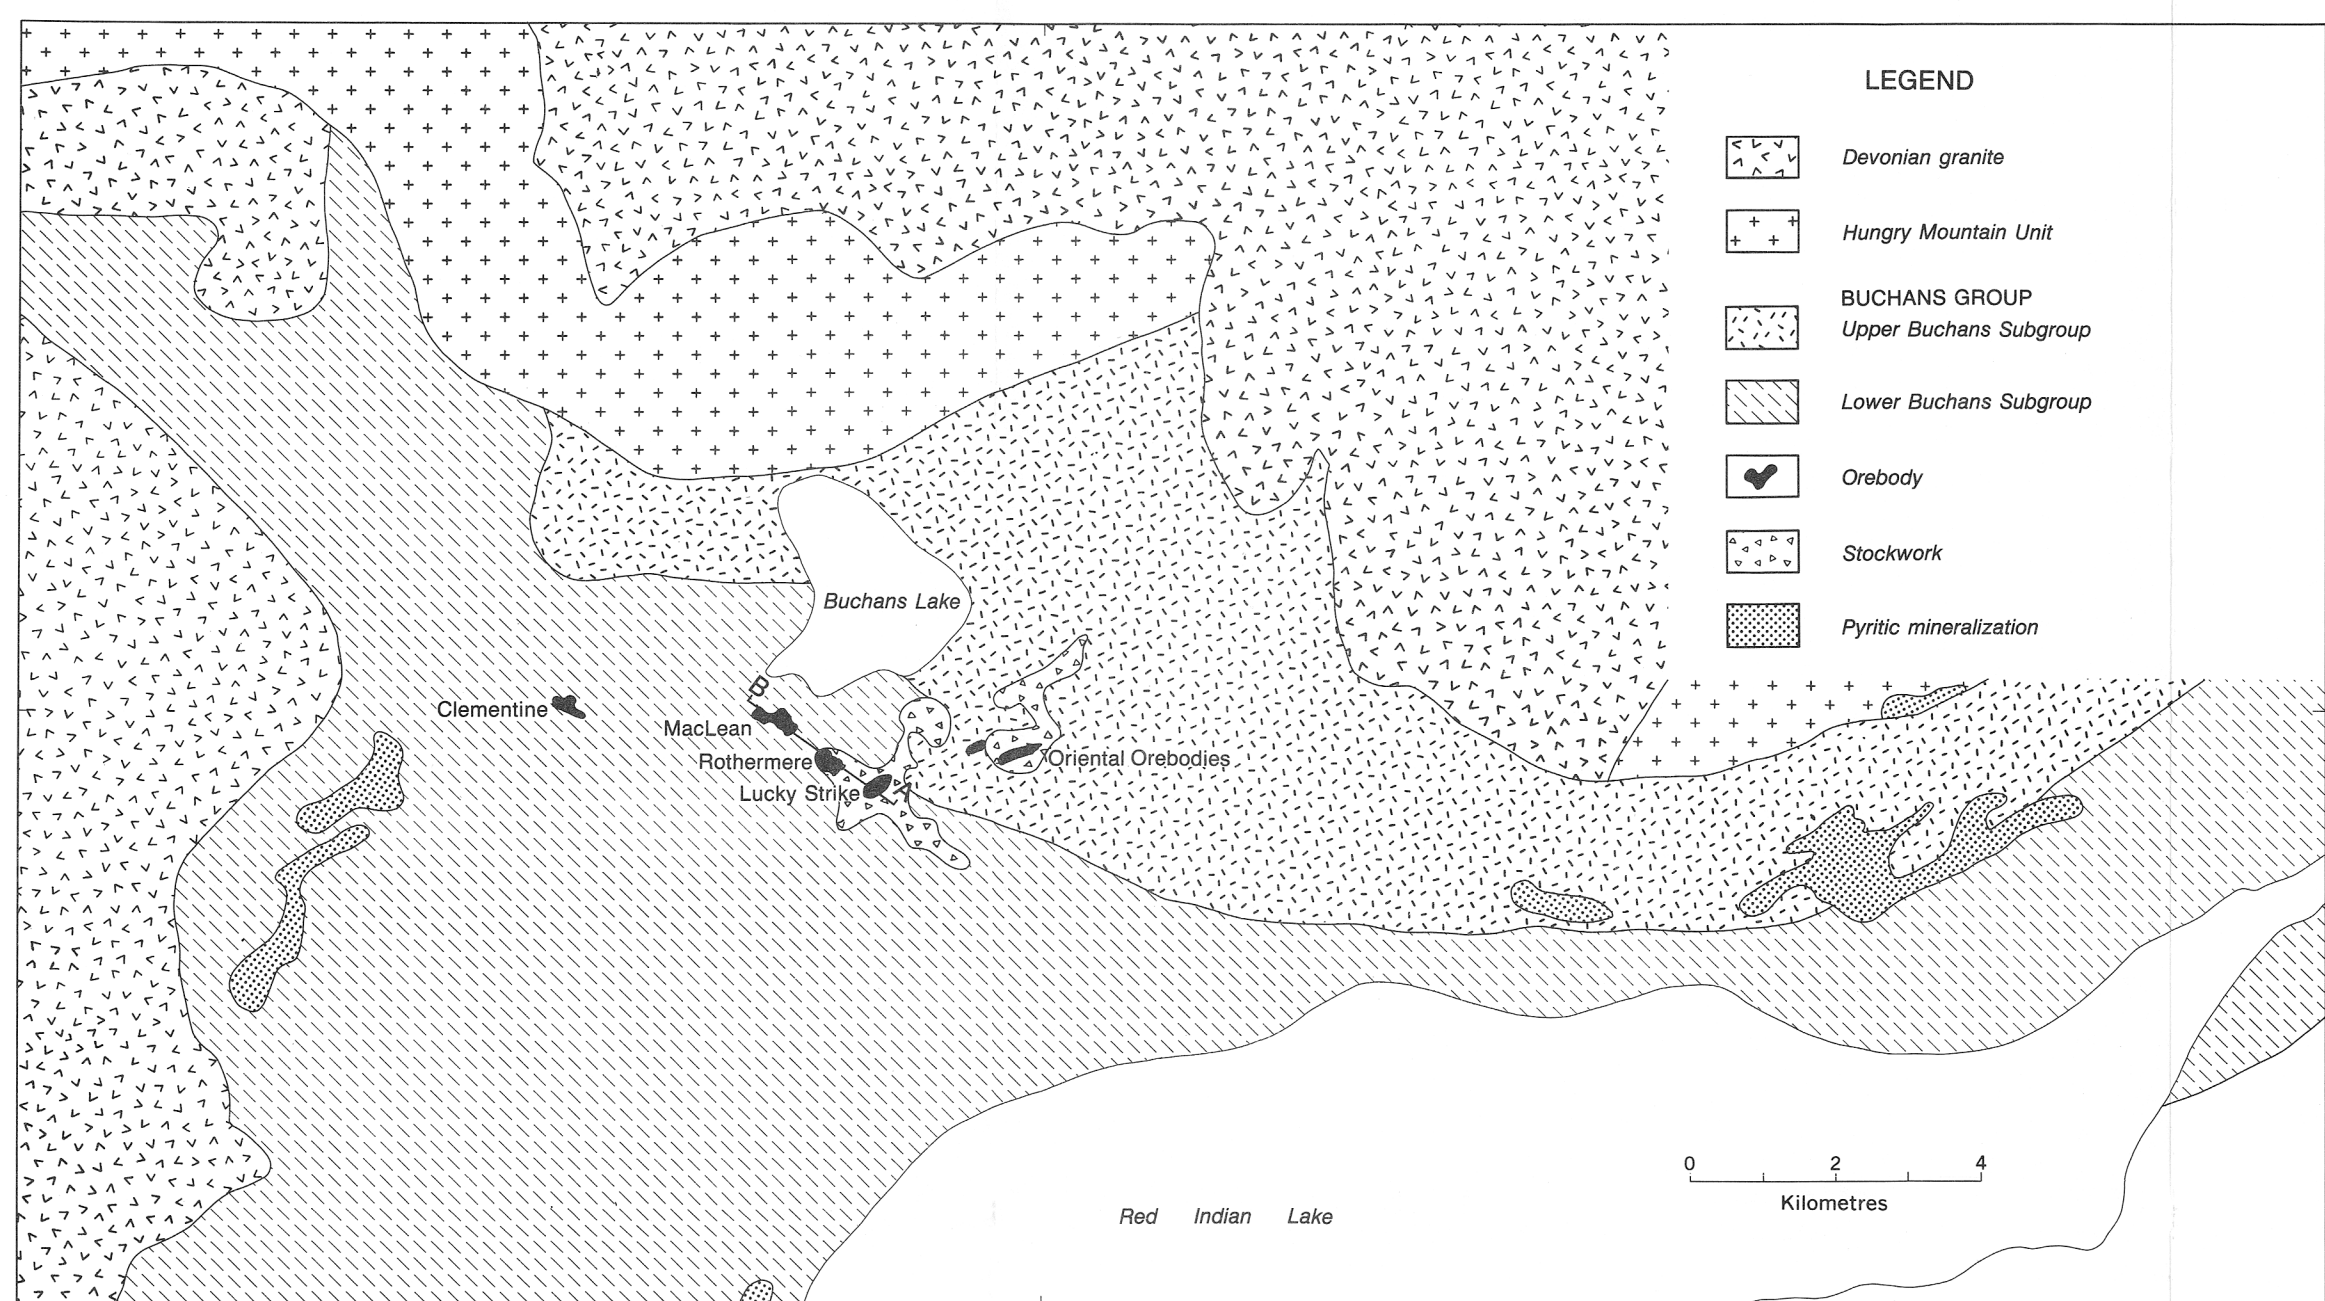 LEGEND
Devonian granite
Hungry Mountain Unit
BUCHANS GROUP
Upper Buchans Subgroup
Lower Buchans Subgroup
Orebody
Stockwork
Pyritic mineralization
Buchans Lake
B
Clementine
MacLean
Rothermere
Oriental Orebodies
Lucky Strike
A
0 2 4
Kilometres
Red Indian Lake